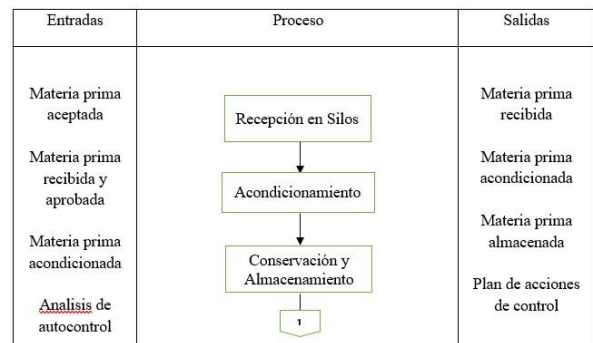 Entradas
Proceso
Salidas
Materia prima
aceptada
Materia prima
recibida y
aprobada
Materia prima
acondicionada
Analisis de
autocontrol
Recepción en Silos
Acondicionamiento
Conservación y
Almacenamiento
1
Materia prima
recibida
Materia prima
acondicionada
Materia prima
almacenada
Plan de acciones
de control